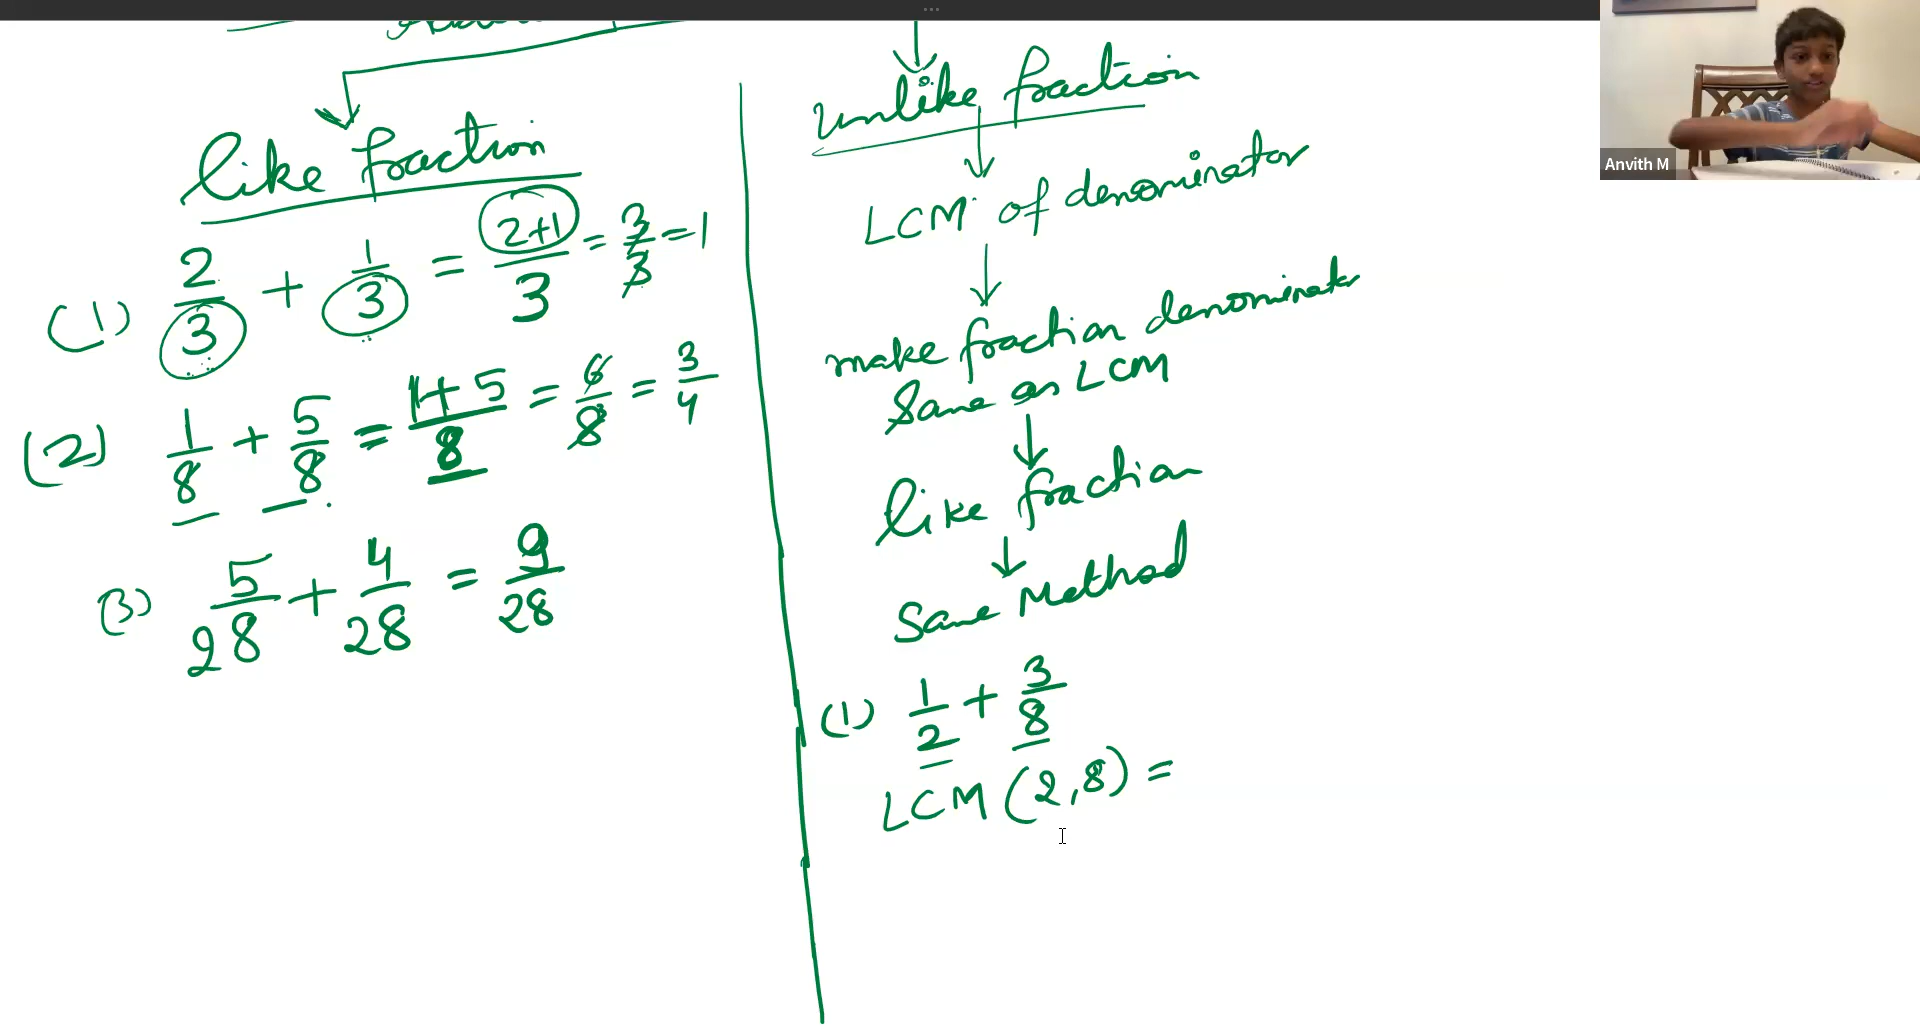 like fraction
(1) 2/3 + 1/3 = 2+1/3 = 3/3 = 1
(2) 1/8 + 5/8 = 1+5/8 = 6/8 = 3/4
(3) 5/28 + 4/28 = 9/28
unlike fraction
LCM of denominator
make fraction denominator
Same as LCM
like fraction
Same Method
(1) 1/2 + 3/8
LCM (2,8) =
Anvith M